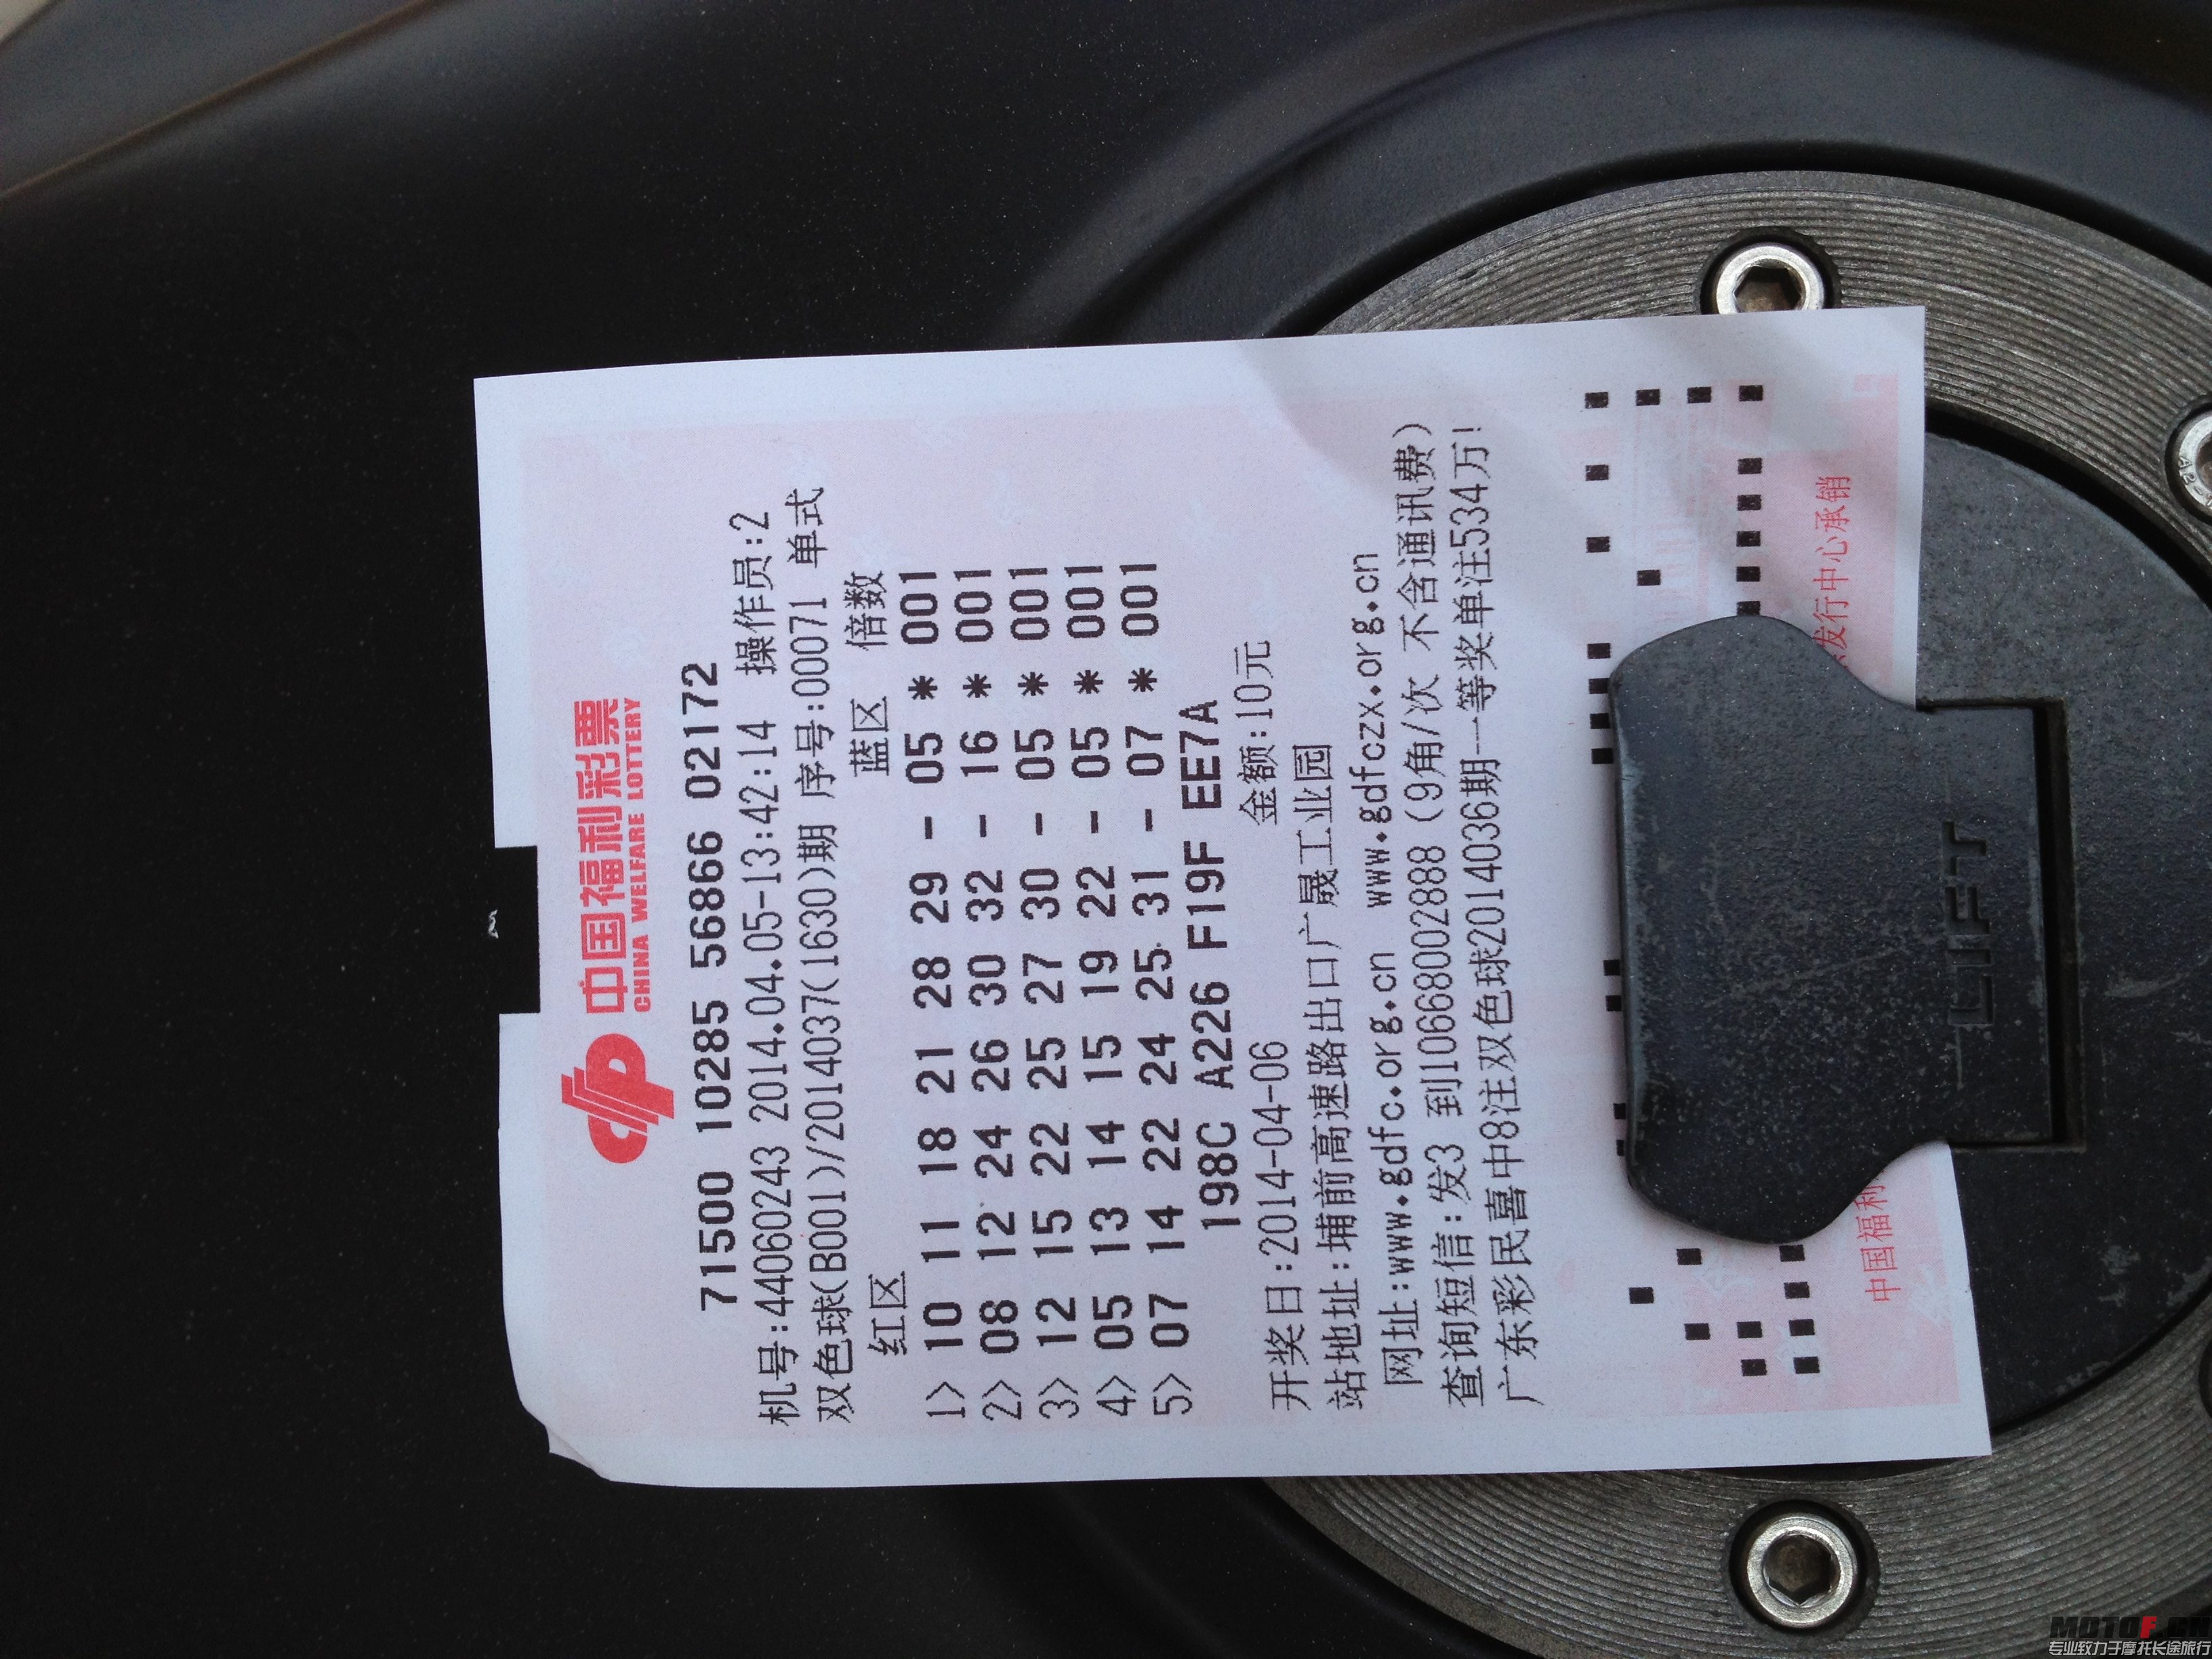 中国福利彩票
CHINA WELFARE LOTTERY
71500 10285 56866 02172
机号:44060243 2014.04.05-13:42:14 操作员:2
双色球(B001)/2014037(1630)期 序号:00071 单式
红区 蓝区 倍数
1> 10 11 18 21 28 29 - 05 * 001
2> 08 12 24 26 30 32 - 16 * 001
3> 12 15 22 25 27 30 - 05 * 001
4> 05 13 14 15 19 22 - 05 * 001
5> 07 14 22 24 25 31 - 07 * 001
198C A226 F19F EE7A
开奖日:2014-04-06 金额:10元
站地址:埔前高速路出口广晟工业园
网址:www.gdfc.org.cn www.gdfczx.org.cn
查询短信:发3 到10668002888 (9角/次 不含通讯费)
广东彩民喜中8注双色球2014036期一等奖单注534万!
中国福利
发行中心承销
LIFT
MOTOF.CN
专业致力于摩托长途旅行